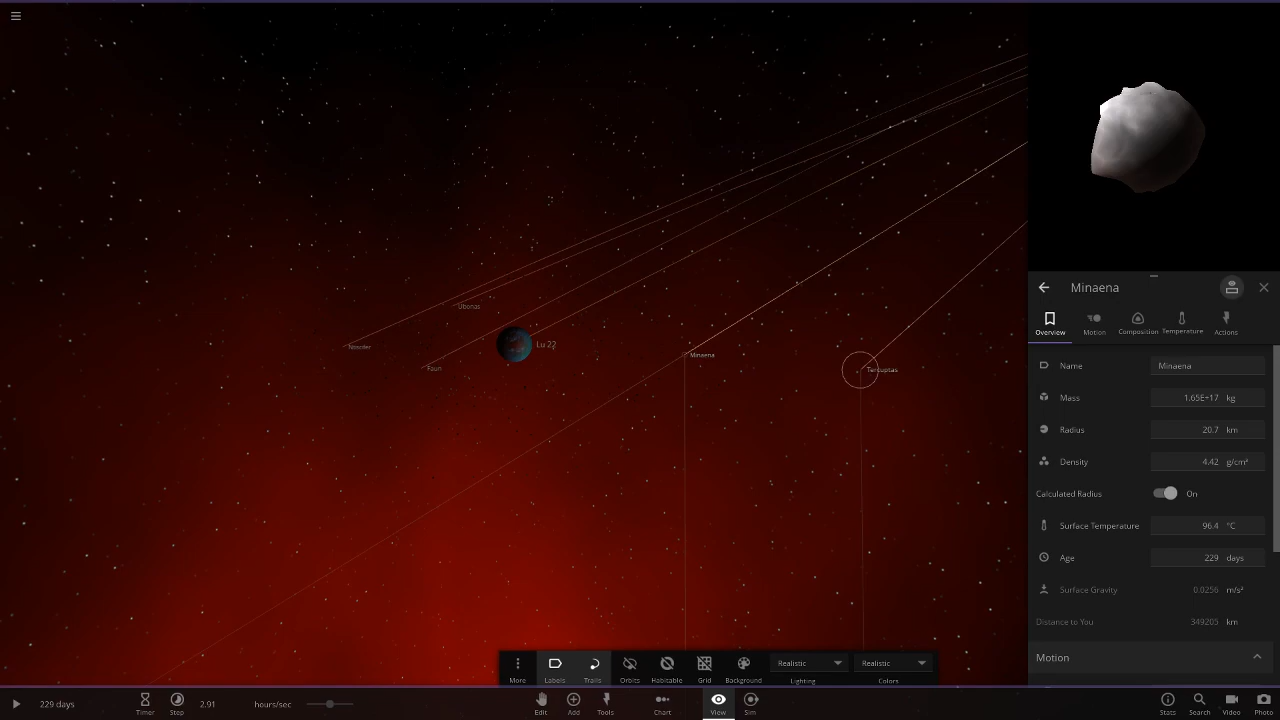 Ubonas
Lu 22
Minaena
Fauri
Tercuptas
Minaena
Overview
Motion
Composition
Temperature
Actions
Name
Minaena
Mass
1.65E+17 kg
Radius
20.7 km
Density
4.42 g/cm³
Calculated Radius
On
Surface Temperature
96.4 °C
Age
229 days
Surface Gravity
0.0256 m/s²
Distance to You
349205 km
Motion
More
Labels
Trails
Orbits
Habitable
Grid
Background
Realistic
Lighting
Realistic
Colors
229 days
Timer
Step
2.91
hours/sec
Edit
Add
Tools
Chart
View
Sim
Stats
Search
Video
Photo